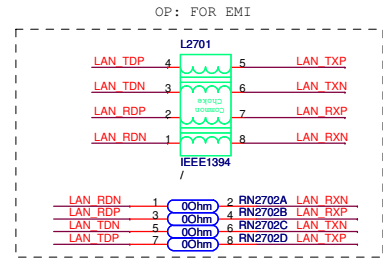 OP: FOR EMI
L2701
LAN_TDP 4 5 LAN_TXP
LAN_TDN 3 6 LAN_TXN
Common
Choke
LAN_RDP 2 7 LAN_RXP
LAN_RDN 1 8 LAN_RXN
IEEE1394
/
LAN_RDN 1 0Ohm 2 RN2702A LAN_RXN
LAN_RDP 3 0Ohm 4 RN2702B LAN_RXP
LAN_TDN 5 0Ohm 6 RN2702C LAN_TXN
LAN_TDP 7 0Ohm 8 RN2702D LAN_TXP